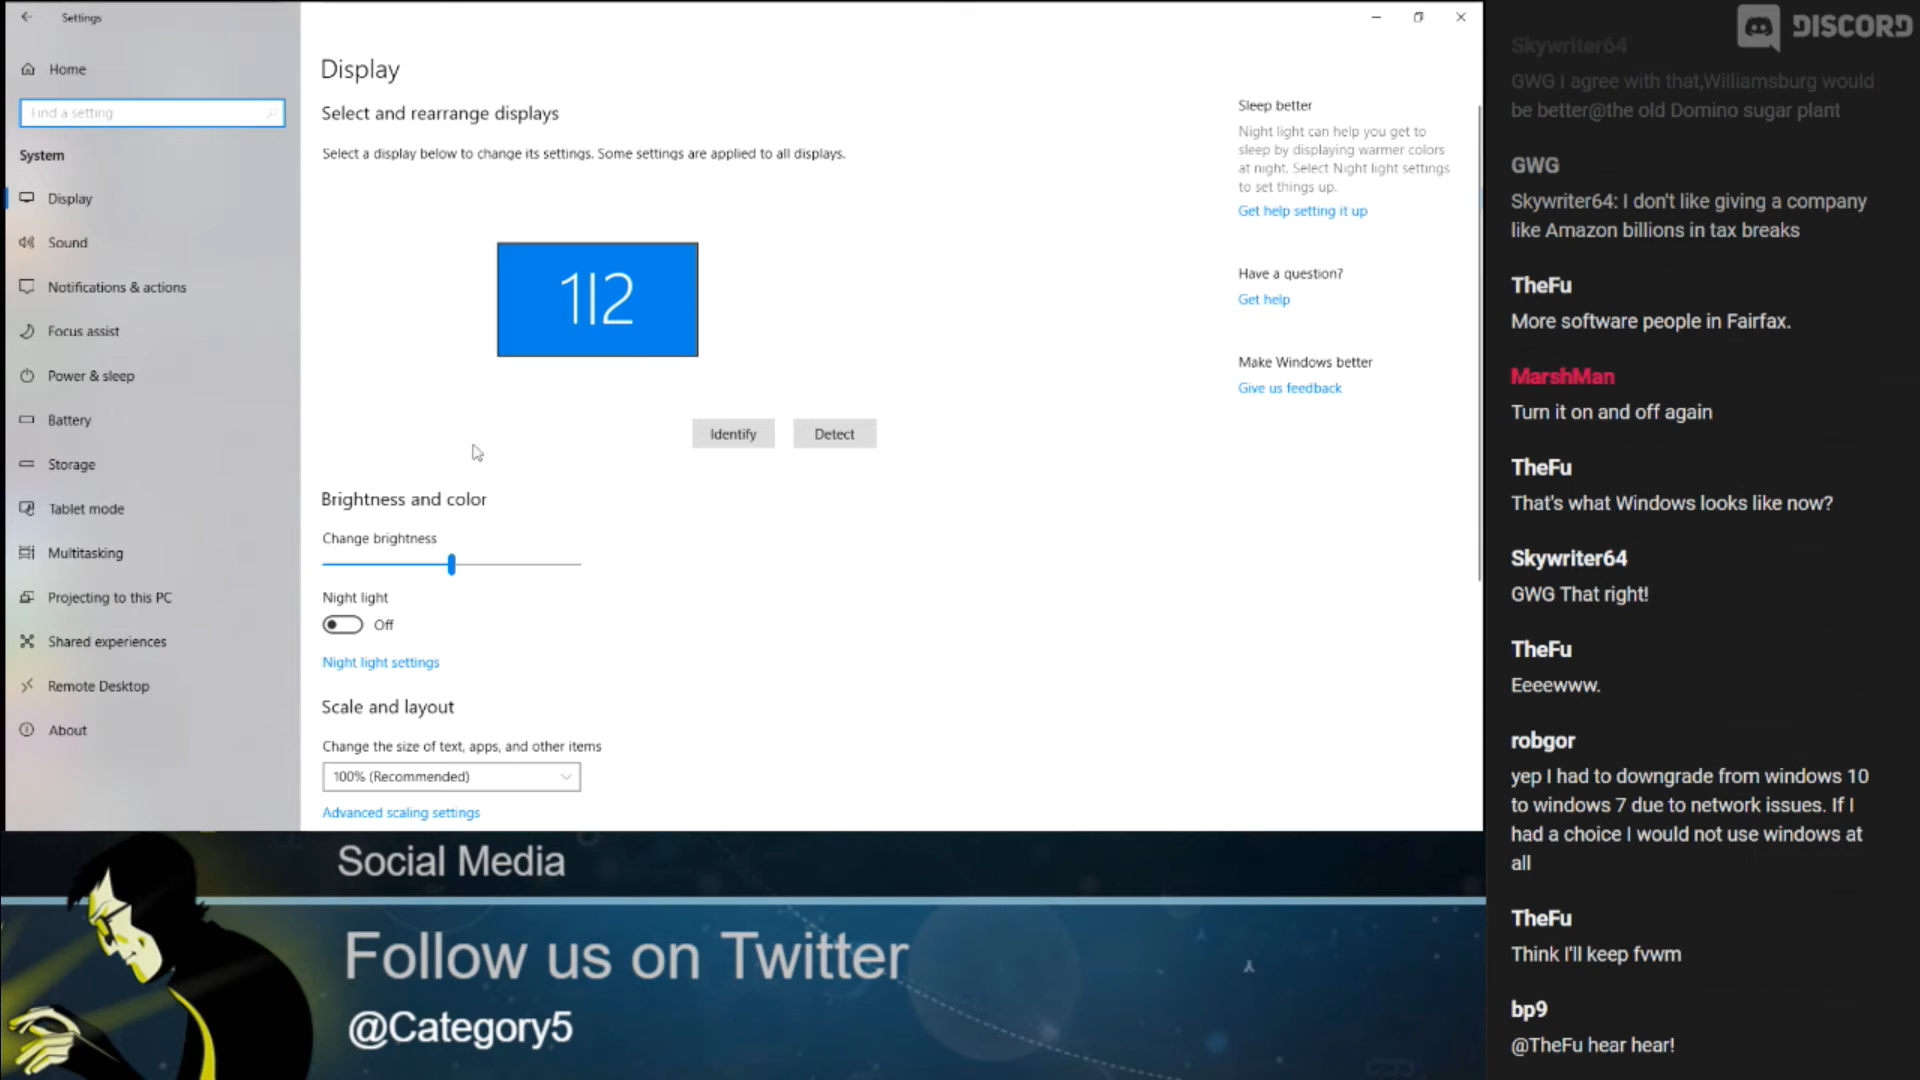 Settings
Home
Find a setting
System
Display
Sound
Notifications & actions
Focus assist
Power & sleep
Battery
Storage
Tablet mode
Multitasking
Projecting to this PC
Shared experiences
Remote Desktop
About
Display
Select and rearrange displays
Select a display below to change its settings. Some settings are applied to all displays.
1|2
Identify
Detect
Brightness and color
Change brightness
Night light
Off
Night light settings
Scale and layout
Change the size of text, apps, and other items
100% (Recommended)
Advanced scaling settings
Sleep better
Night light can help you get to
sleep by displaying warmer colors
at night. Select Night light settings
to set things up.
Get help setting it up
Have a question?
Get help
Make Windows better
Give us feedback
DISCORD
Skywriter64
GWG I agree with that,Williamsburg would
be better@the old Domino sugar plant
GWG
Skywriter64: I don't like giving a company
like Amazon billions in tax breaks
TheFu
More software people in Fairfax.
MarshMan
Turn it on and off again
TheFu
That's what Windows looks like now?
Skywriter64
GWG That right!
TheFu
Eeeewww.
robgor
yep I had to downgrade from windows 10
to windows 7 due to network issues. If I
had a choice I would not use windows at
all
TheFu
Think I'll keep fvwm
bp9
@TheFu hear hear!
Social Media
Follow us on Twitter
@Category5